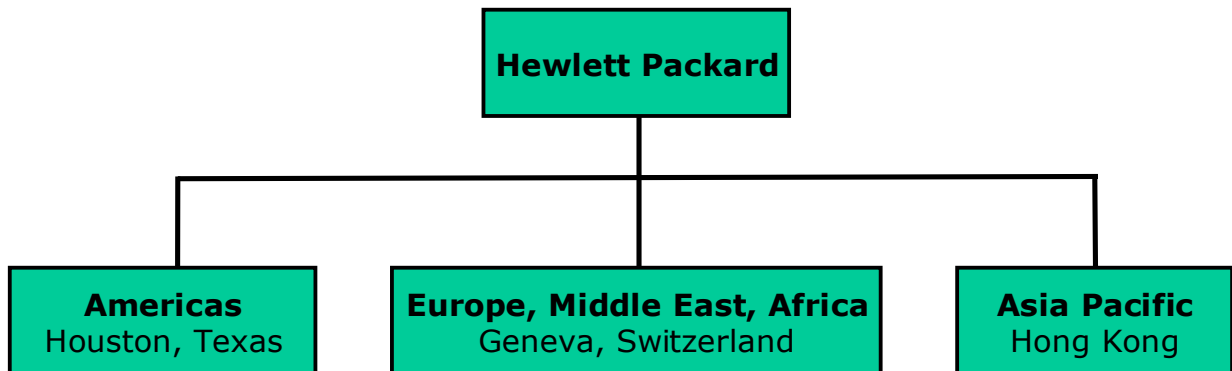 Hewlett Packard
Americas
Houston, Texas
Europe, Middle East, Africa
Geneva, Switzerland
Asia Pacific
Hong Kong